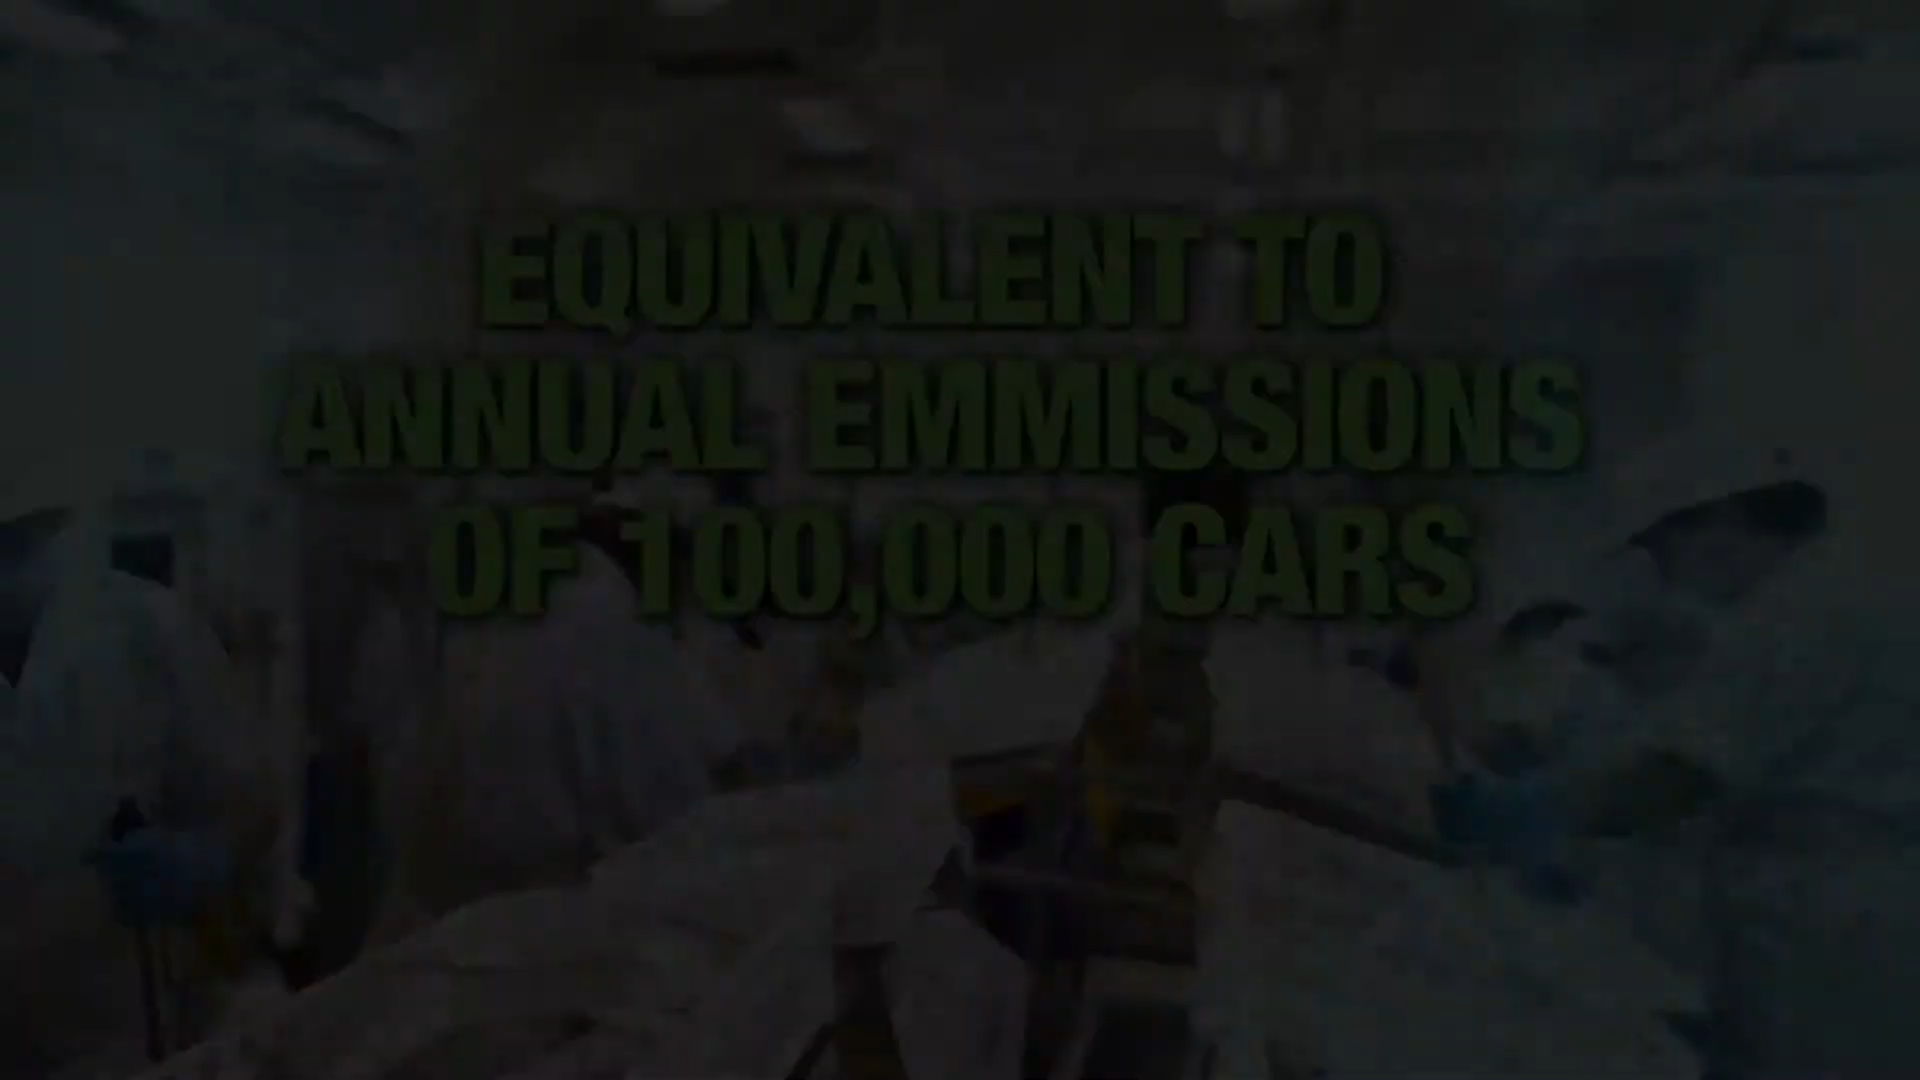 EQUIVALENT TO
ANNUAL EMMISSIONS
OF 100,000 CARS